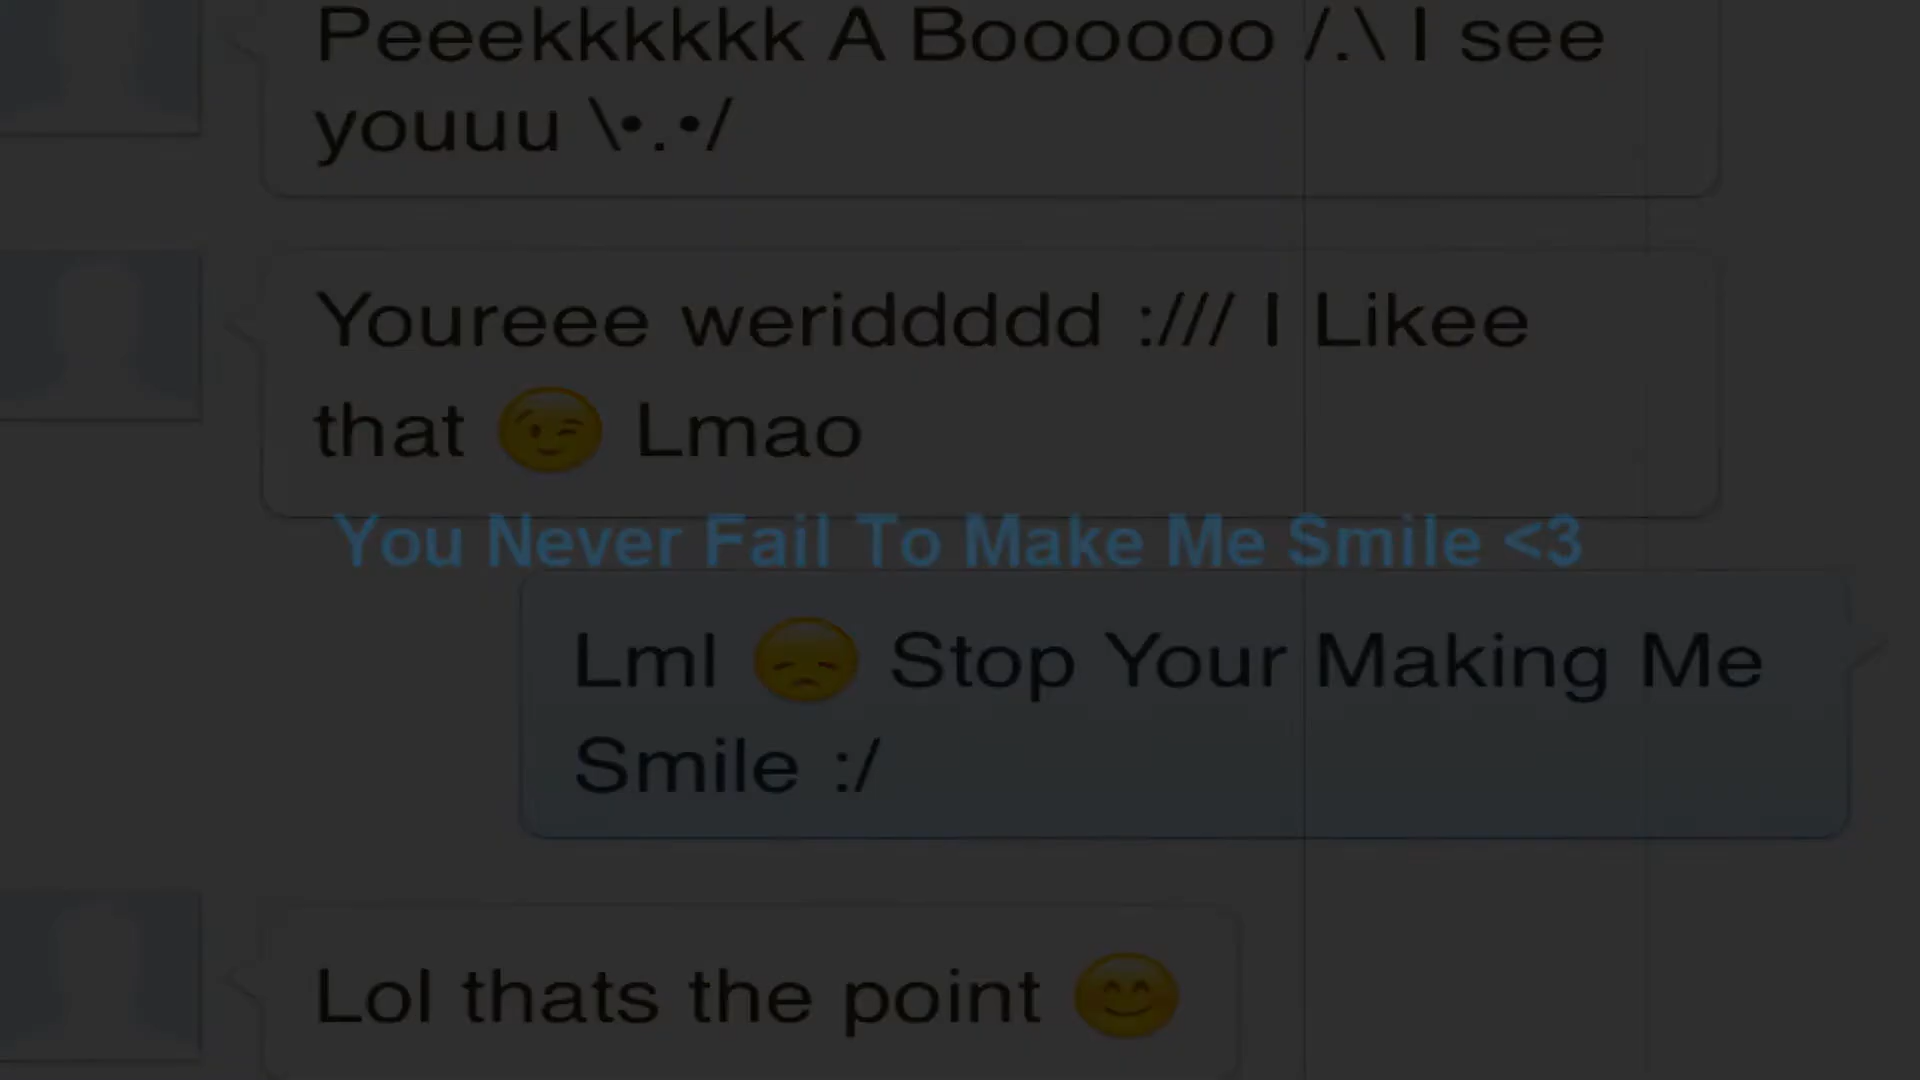 Peeekkkkkk A Boooooo /.\ I see
youuu \•.•/
Youreee weridddddd :/// I Likee
that 😉 Lmao
You Never Fail To Make Me Smile <3
Lml 😞 Stop Your Making Me
Smile :/
Lol thats the point 😊